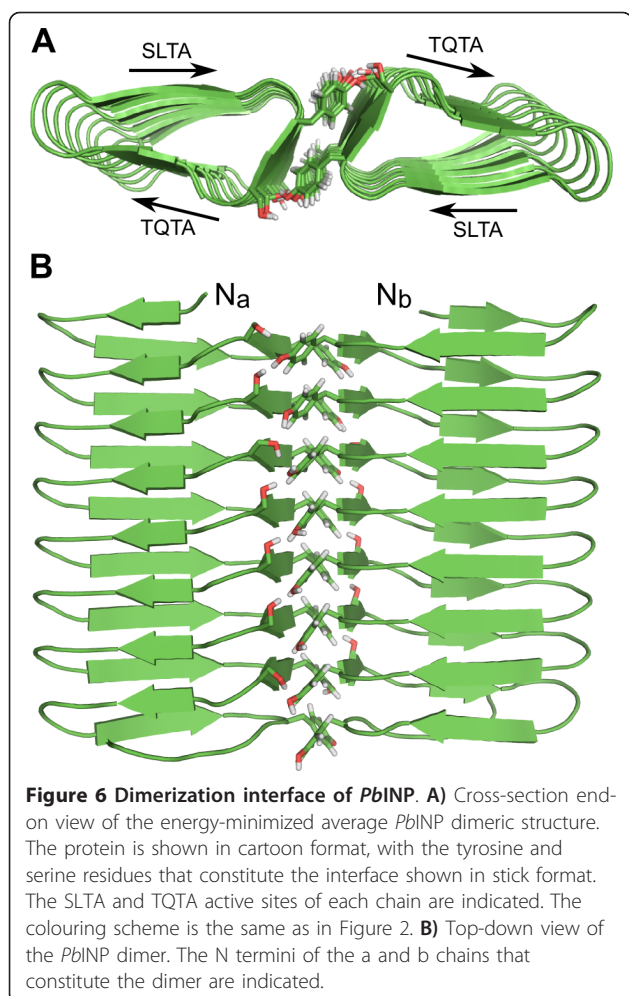 A
SLTA
TQTA
TQTA
SLTA
B
Na Nb
Figure 6 Dimerization interface of PbINP. A) Cross-section end-
on view of the energy-minimized average PbINP dimeric structure.
The protein is shown in cartoon format, with the tyrosine and
serine residues that constitute the interface shown in stick format.
The SLTA and TQTA active sites of each chain are indicated. The
colouring scheme is the same as in Figure 2. B) Top-down view of
the PbINP dimer. The N termini of the a and b chains that
constitute the dimer are indicated.